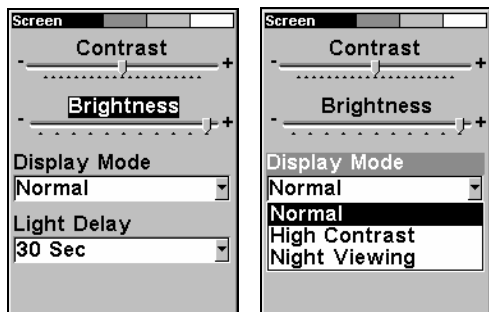 Screen
Contrast
- +
Brightness
- +
Display Mode
Normal
Light Delay
30 Sec
Screen
Contrast
- +
Brightness
- +
Display Mode
Normal
Normal
High Contrast
Night Viewing